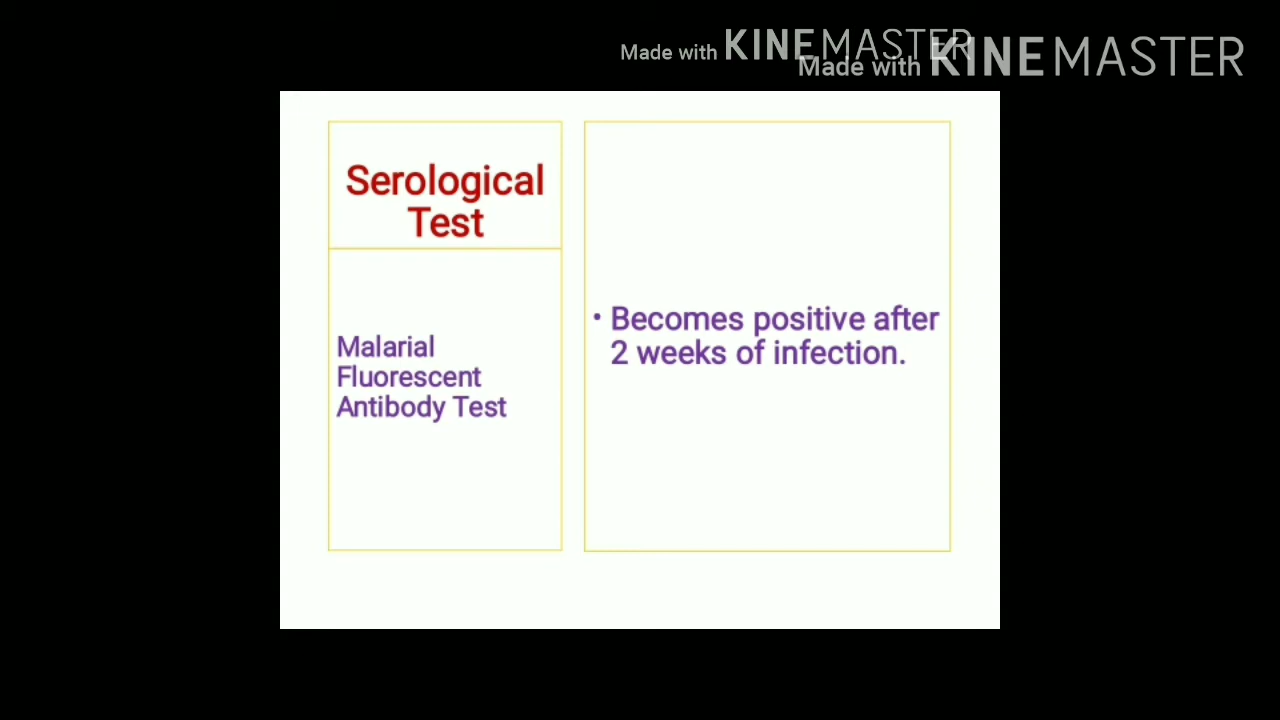 Made with KINEMASTER
Made with KINEMASTER
Serological
Test
Malarial
Fluorescent
Antibody Test
• Becomes positive after
2 weeks of infection.